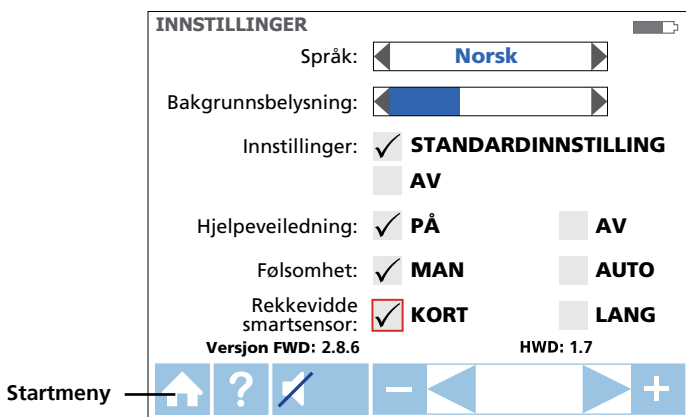 INNSTILLINGER
Språk: Norsk
Bakgrunnsbelysning:
Innstillinger: STANDARDINNSTILLING
AV
Hjelpeveiledning: PÅ AV
Følsomhet: MAN AUTO
Rekkevidde
smartsensor: KORT LANG
Versjon FWD: 2.8.6 HWD: 1.7
Startmeny ? - +